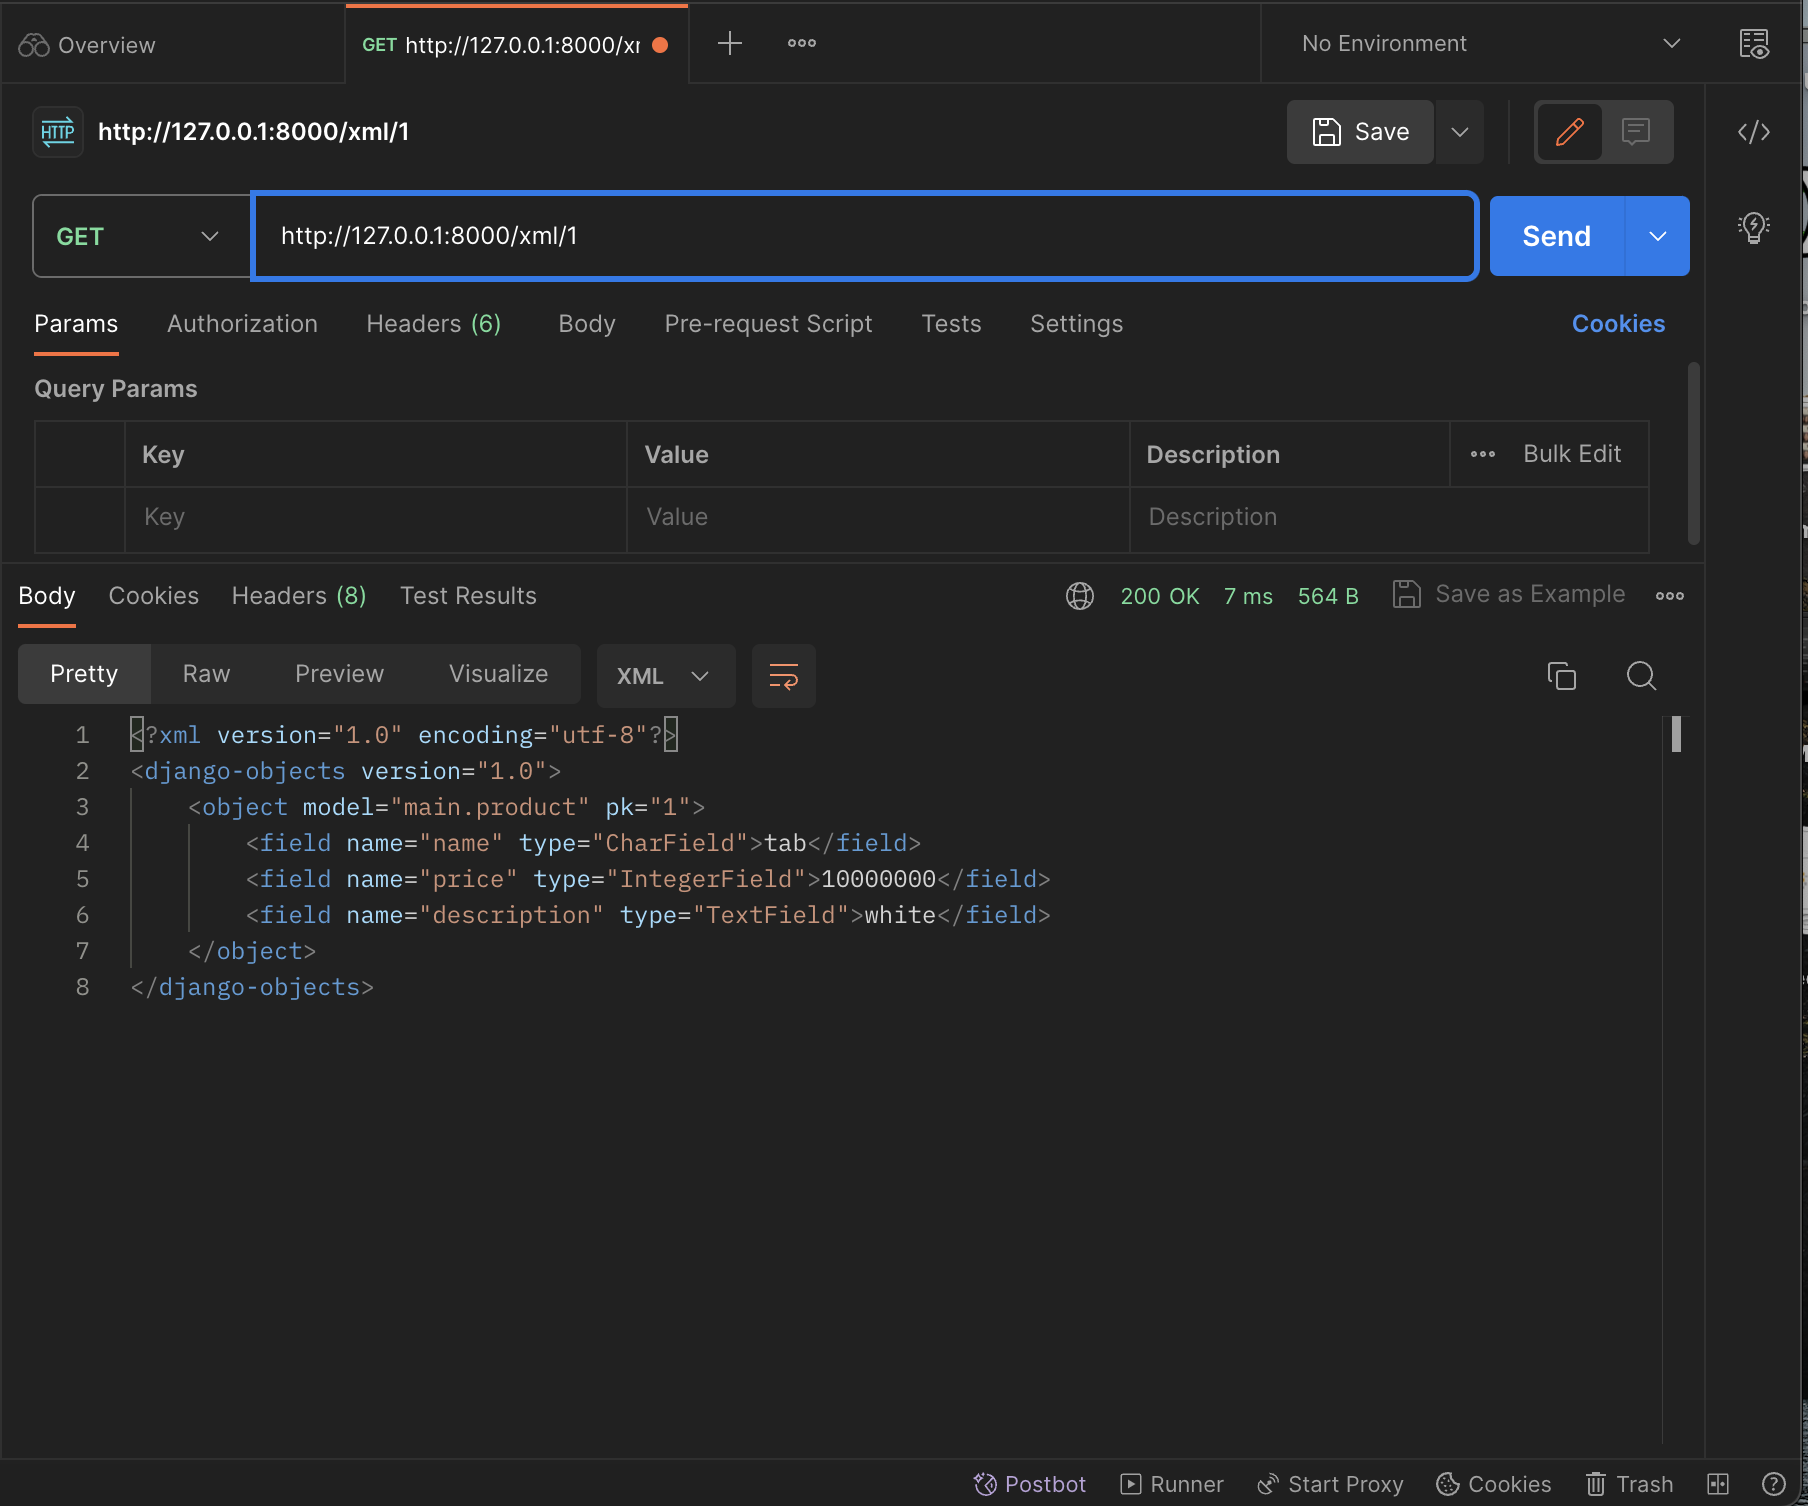 Overview
GET http://127.0.0.1:8000/xr
No Environment
HTTP http://127.0.0.1:8000/xml/1
Save
GET http://127.0.0.1:8000/xml/1
Send
Params Authorization Headers (6) Body Pre-request Script Tests Settings Cookies
Query Params
Key Value Description Bulk Edit
Key Value Description
Body Cookies Headers (8) Test Results 200 OK 7 ms 564 B Save as Example
Pretty Raw Preview Visualize XML
1 <?xml version="1.0" encoding="utf-8"?>
2 <django-objects version="1.0">
3 <object model="main.product" pk="1">
4 <field name="name" type="CharField">tab</field>
5 <field name="price" type="IntegerField">10000000</field>
6 <field name="description" type="TextField">white</field>
7 </object>
8 </django-objects>
Postbot Runner Start Proxy Cookies Trash